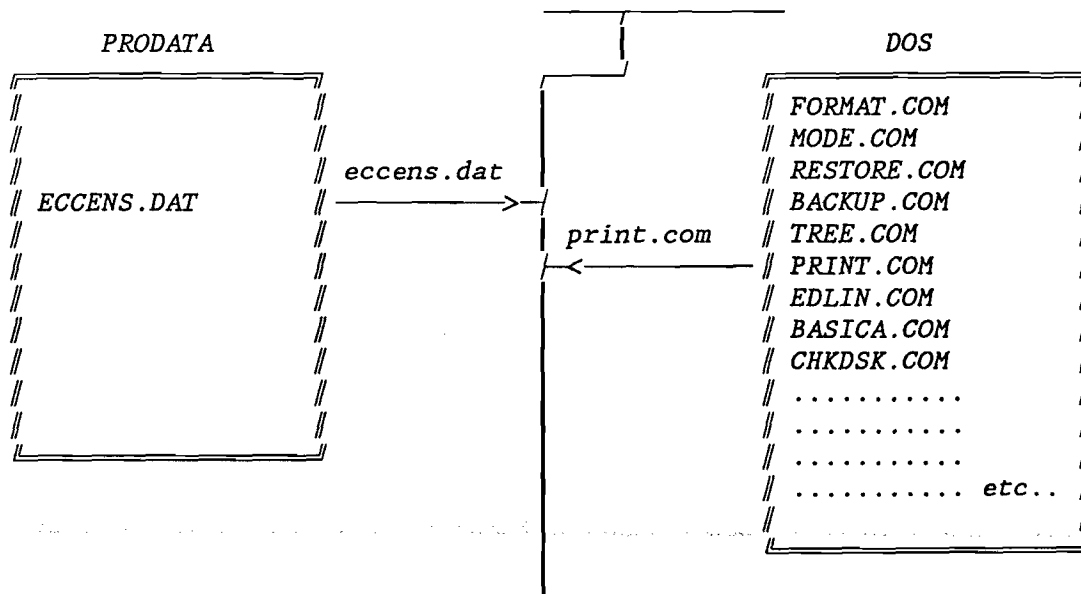 PRODATA
ECCENS.DAT
eccens.dat
print.com
DOS
FORMAT.COM
MODE.COM
RESTORE.COM
BACKUP.COM
TREE.COM
PRINT.COM
EDLIN.COM
BASICA.COM
CHKDSK.COM
...........
...........
...........
........... etc..